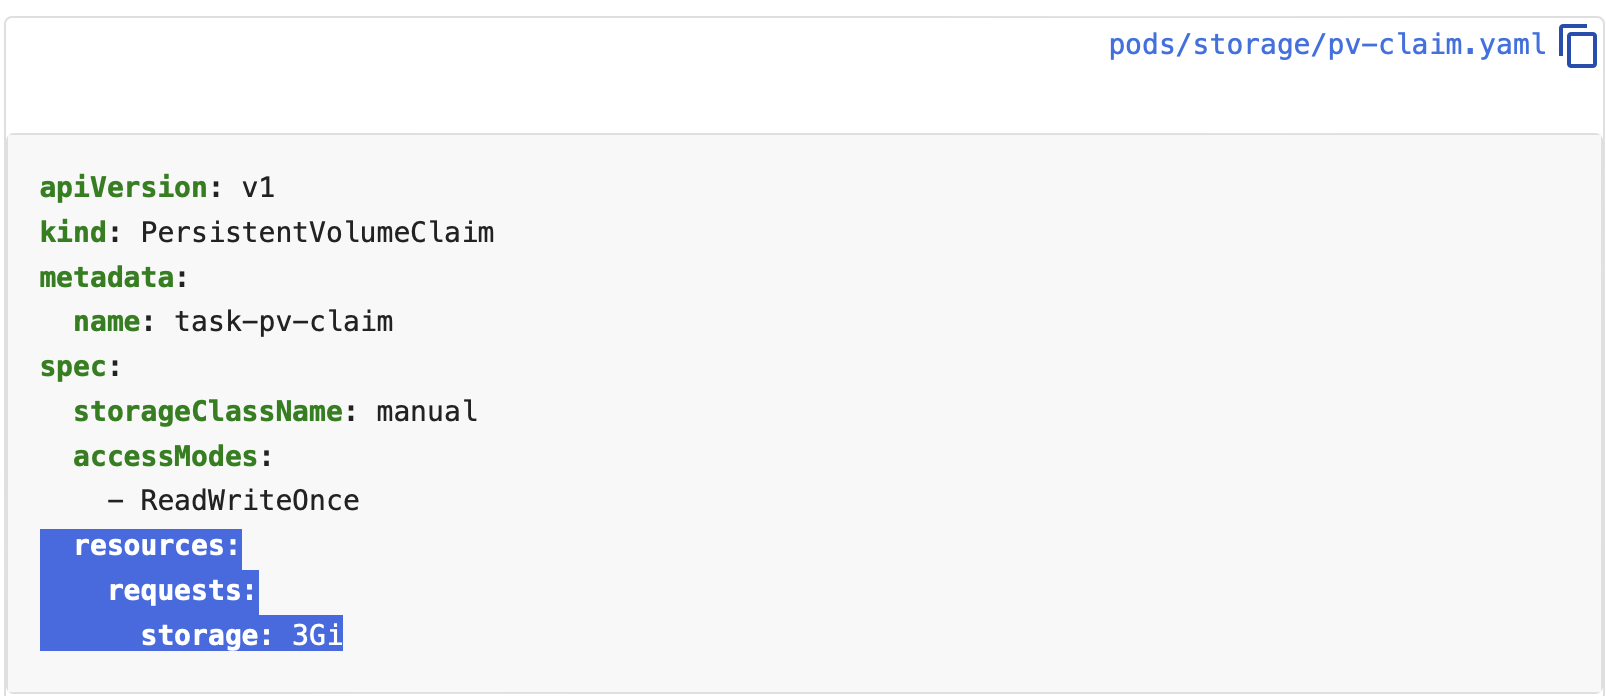 pods/storage/pv-claim.yaml
apiVersion: v1
kind: PersistentVolumeClaim
metadata:
  name: task-pv-claim
spec:
  storageClassName: manual
  accessModes:
    - ReadWriteOnce
  resources:
    requests:
      storage: 3Gi